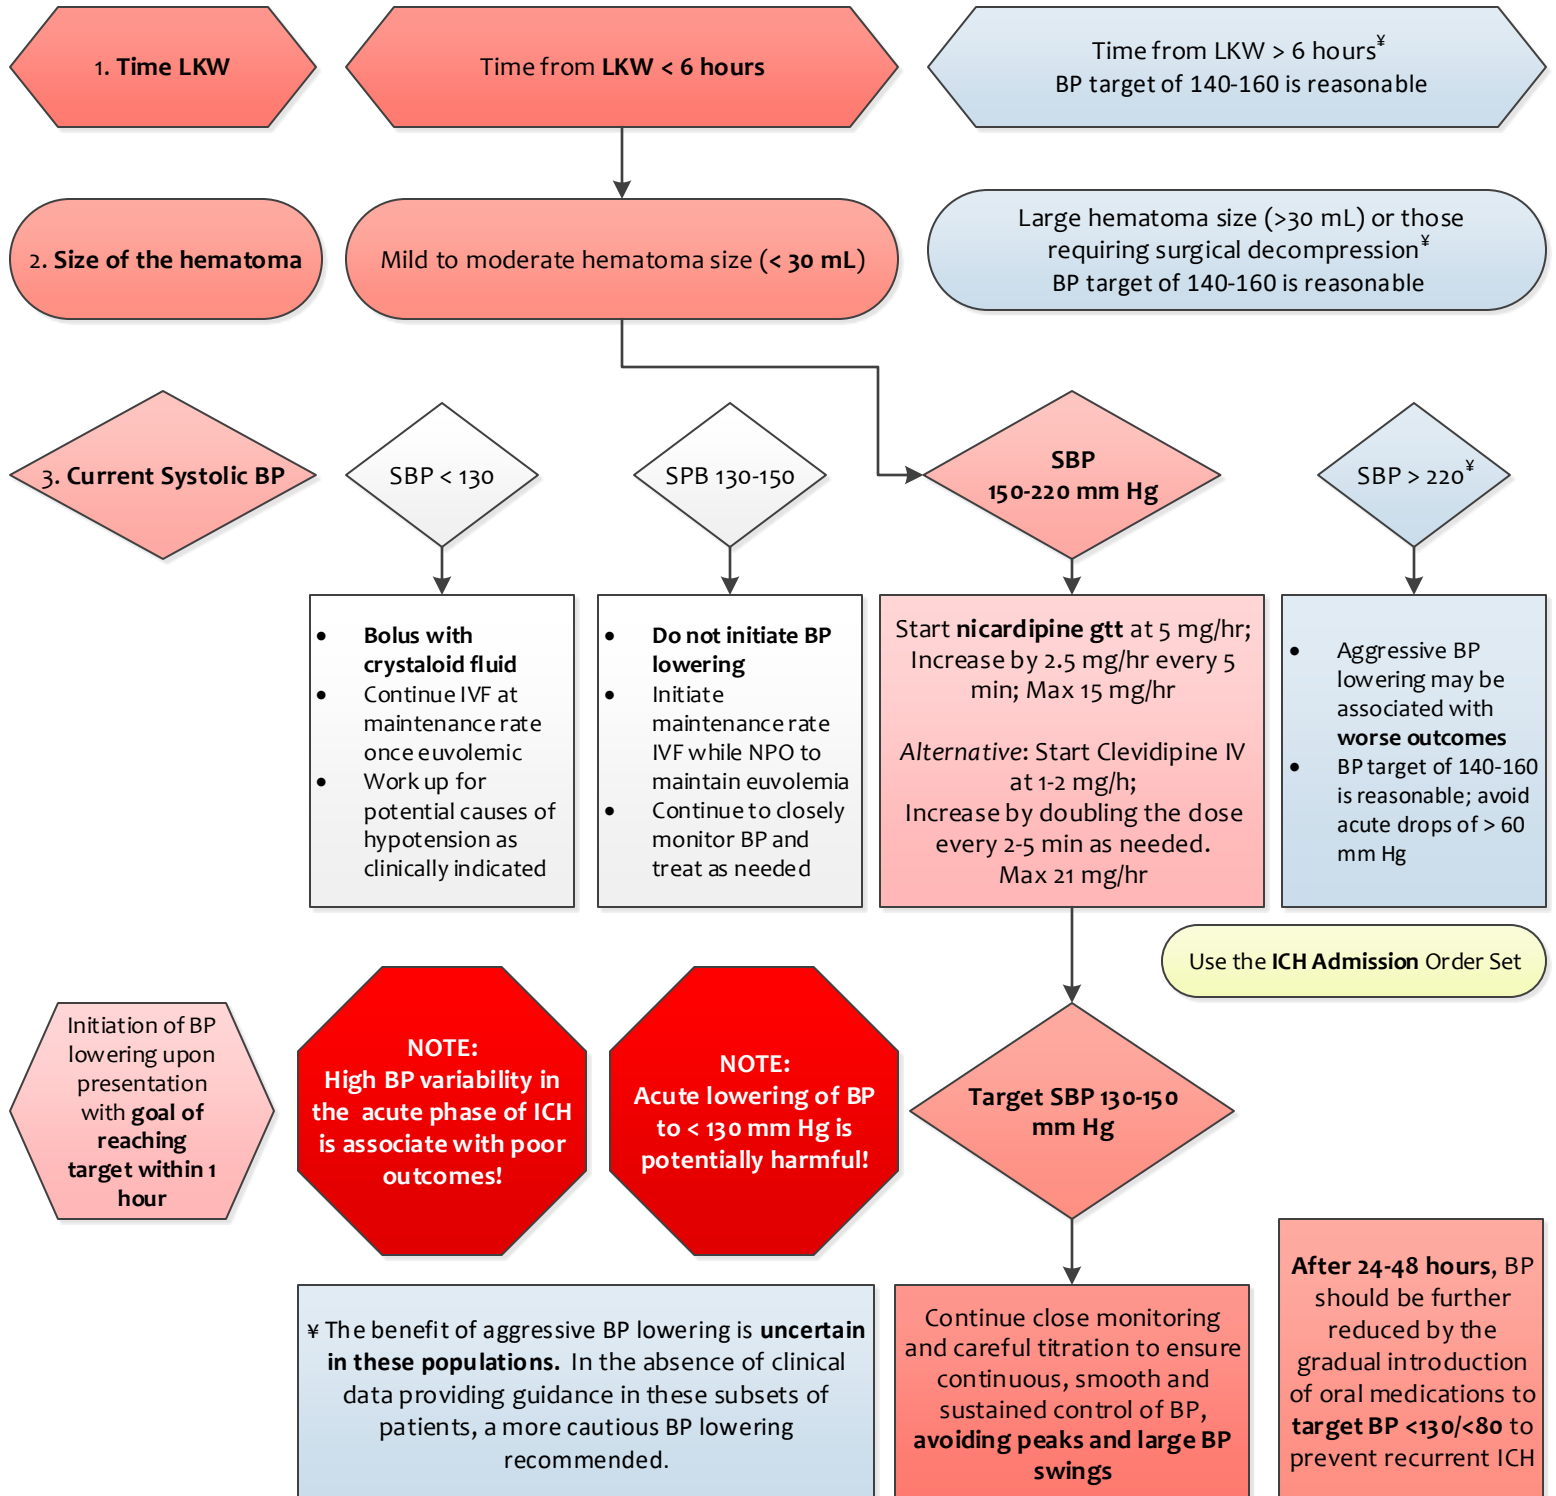 1. Time LKW
Time from LKW < 6 hours
Time from LKW > 6 hours¥
BP target of 140-160 is reasonable
2. Size of the hematoma
Mild to moderate hematoma size (< 30 mL)
Large hematoma size (>30 mL) or those
requiring surgical decompression¥
BP target of 140-160 is reasonable
3. Current Systolic BP
SBP < 130
SPB 130-150
SBP
150-220 mm Hg
SBP > 220¥
• Bolus with
crystaloid fluid
• Continue IVF at
maintenance rate
once euvolemic
• Work up for
potential causes of
hypotension as
clinically indicated
• Do not initiate BP
lowering
• Initiate
maintenance rate
IVF while NPO to
maintain euvolemia
• Continue to closely
monitor BP and
treat as needed
Start nicardipine gtt at 5 mg/hr;
Increase by 2.5 mg/hr every 5
min; Max 15 mg/hr
Alternative: Start Clevidipine IV
at 1-2 mg/h;
Increase by doubling the dose
every 2-5 min as needed.
Max 21 mg/hr
• Aggressive BP
lowering may be
associated with
worse outcomes
• BP target of 140-160
is reasonable; avoid
acute drops of > 60
mm Hg
Use the ICH Admission Order Set
Initiation of BP
lowering upon
presentation
with goal of
reaching
target within 1
hour
NOTE:
High BP variability in
the acute phase of ICH
is associate with poor
outcomes!
NOTE:
Acute lowering of BP
to < 130 mm Hg is
potentially harmful!
Target SBP 130-150
mm Hg
¥ The benefit of aggressive BP lowering is uncertain
in these populations. In the absence of clinical
data providing guidance in these subsets of
patients, a more cautious BP lowering
recommended.
Continue close monitoring
and careful titration to ensure
continuous, smooth and
sustained control of BP,
avoiding peaks and large BP
swings
After 24-48 hours, BP
should be further
reduced by the
gradual introduction
of oral medications to
target BP <130/<80 to
prevent recurrent ICH